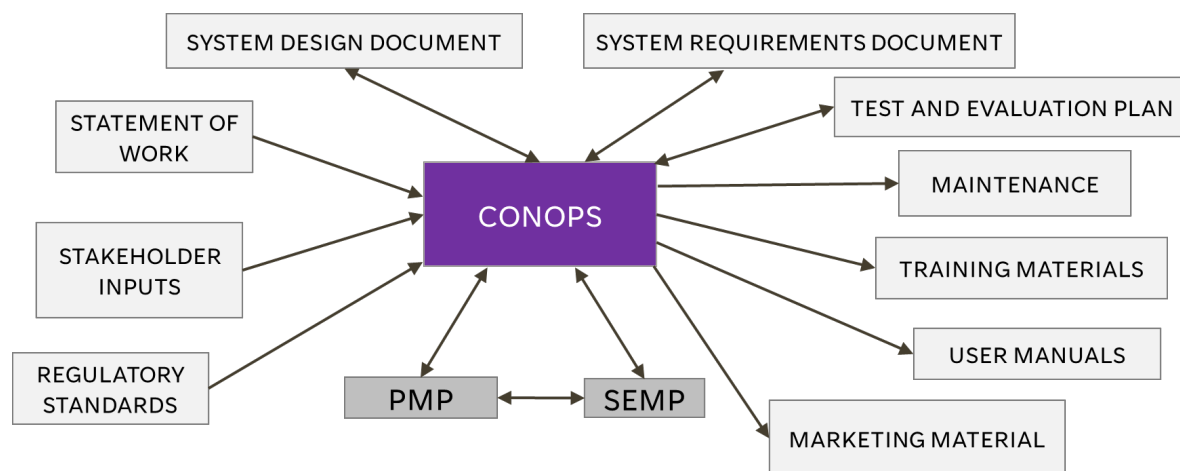 SYSTEM DESIGN DOCUMENT
SYSTEM REQUIREMENTS DOCUMENT
STATEMENT OF
WORK
TEST AND EVALUATION PLAN
MAINTENANCE
CONOPS
STAKEHOLDER
INPUTS
TRAINING MATERIALS
USER MANUALS
REGULATORY
STANDARDS
PMP
SEMP
MARKETING MATERIAL